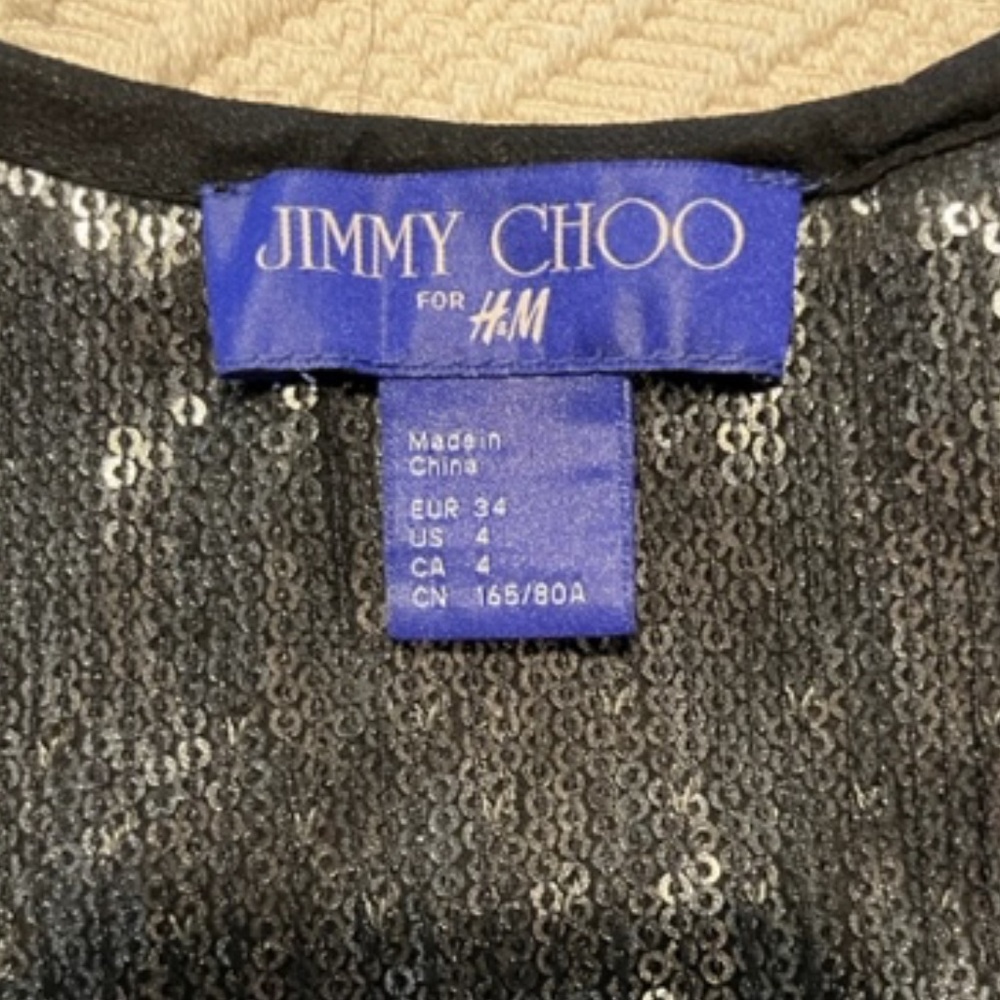 JIMMY CHOO
FOR H&M
Made in
China
EUR 34
US 4
CA 4
CN 165/80A